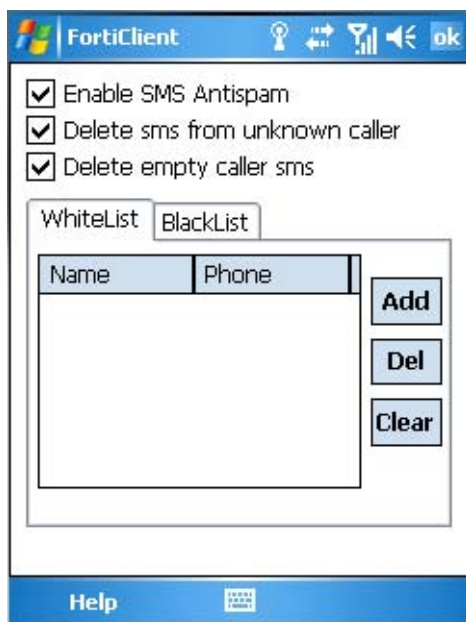 FortiClient ok
Enable SMS Antispam
Delete sms from unknown caller
Delete empty caller sms
WhiteList BlackList
Name Phone
Add
Del
Clear
Help